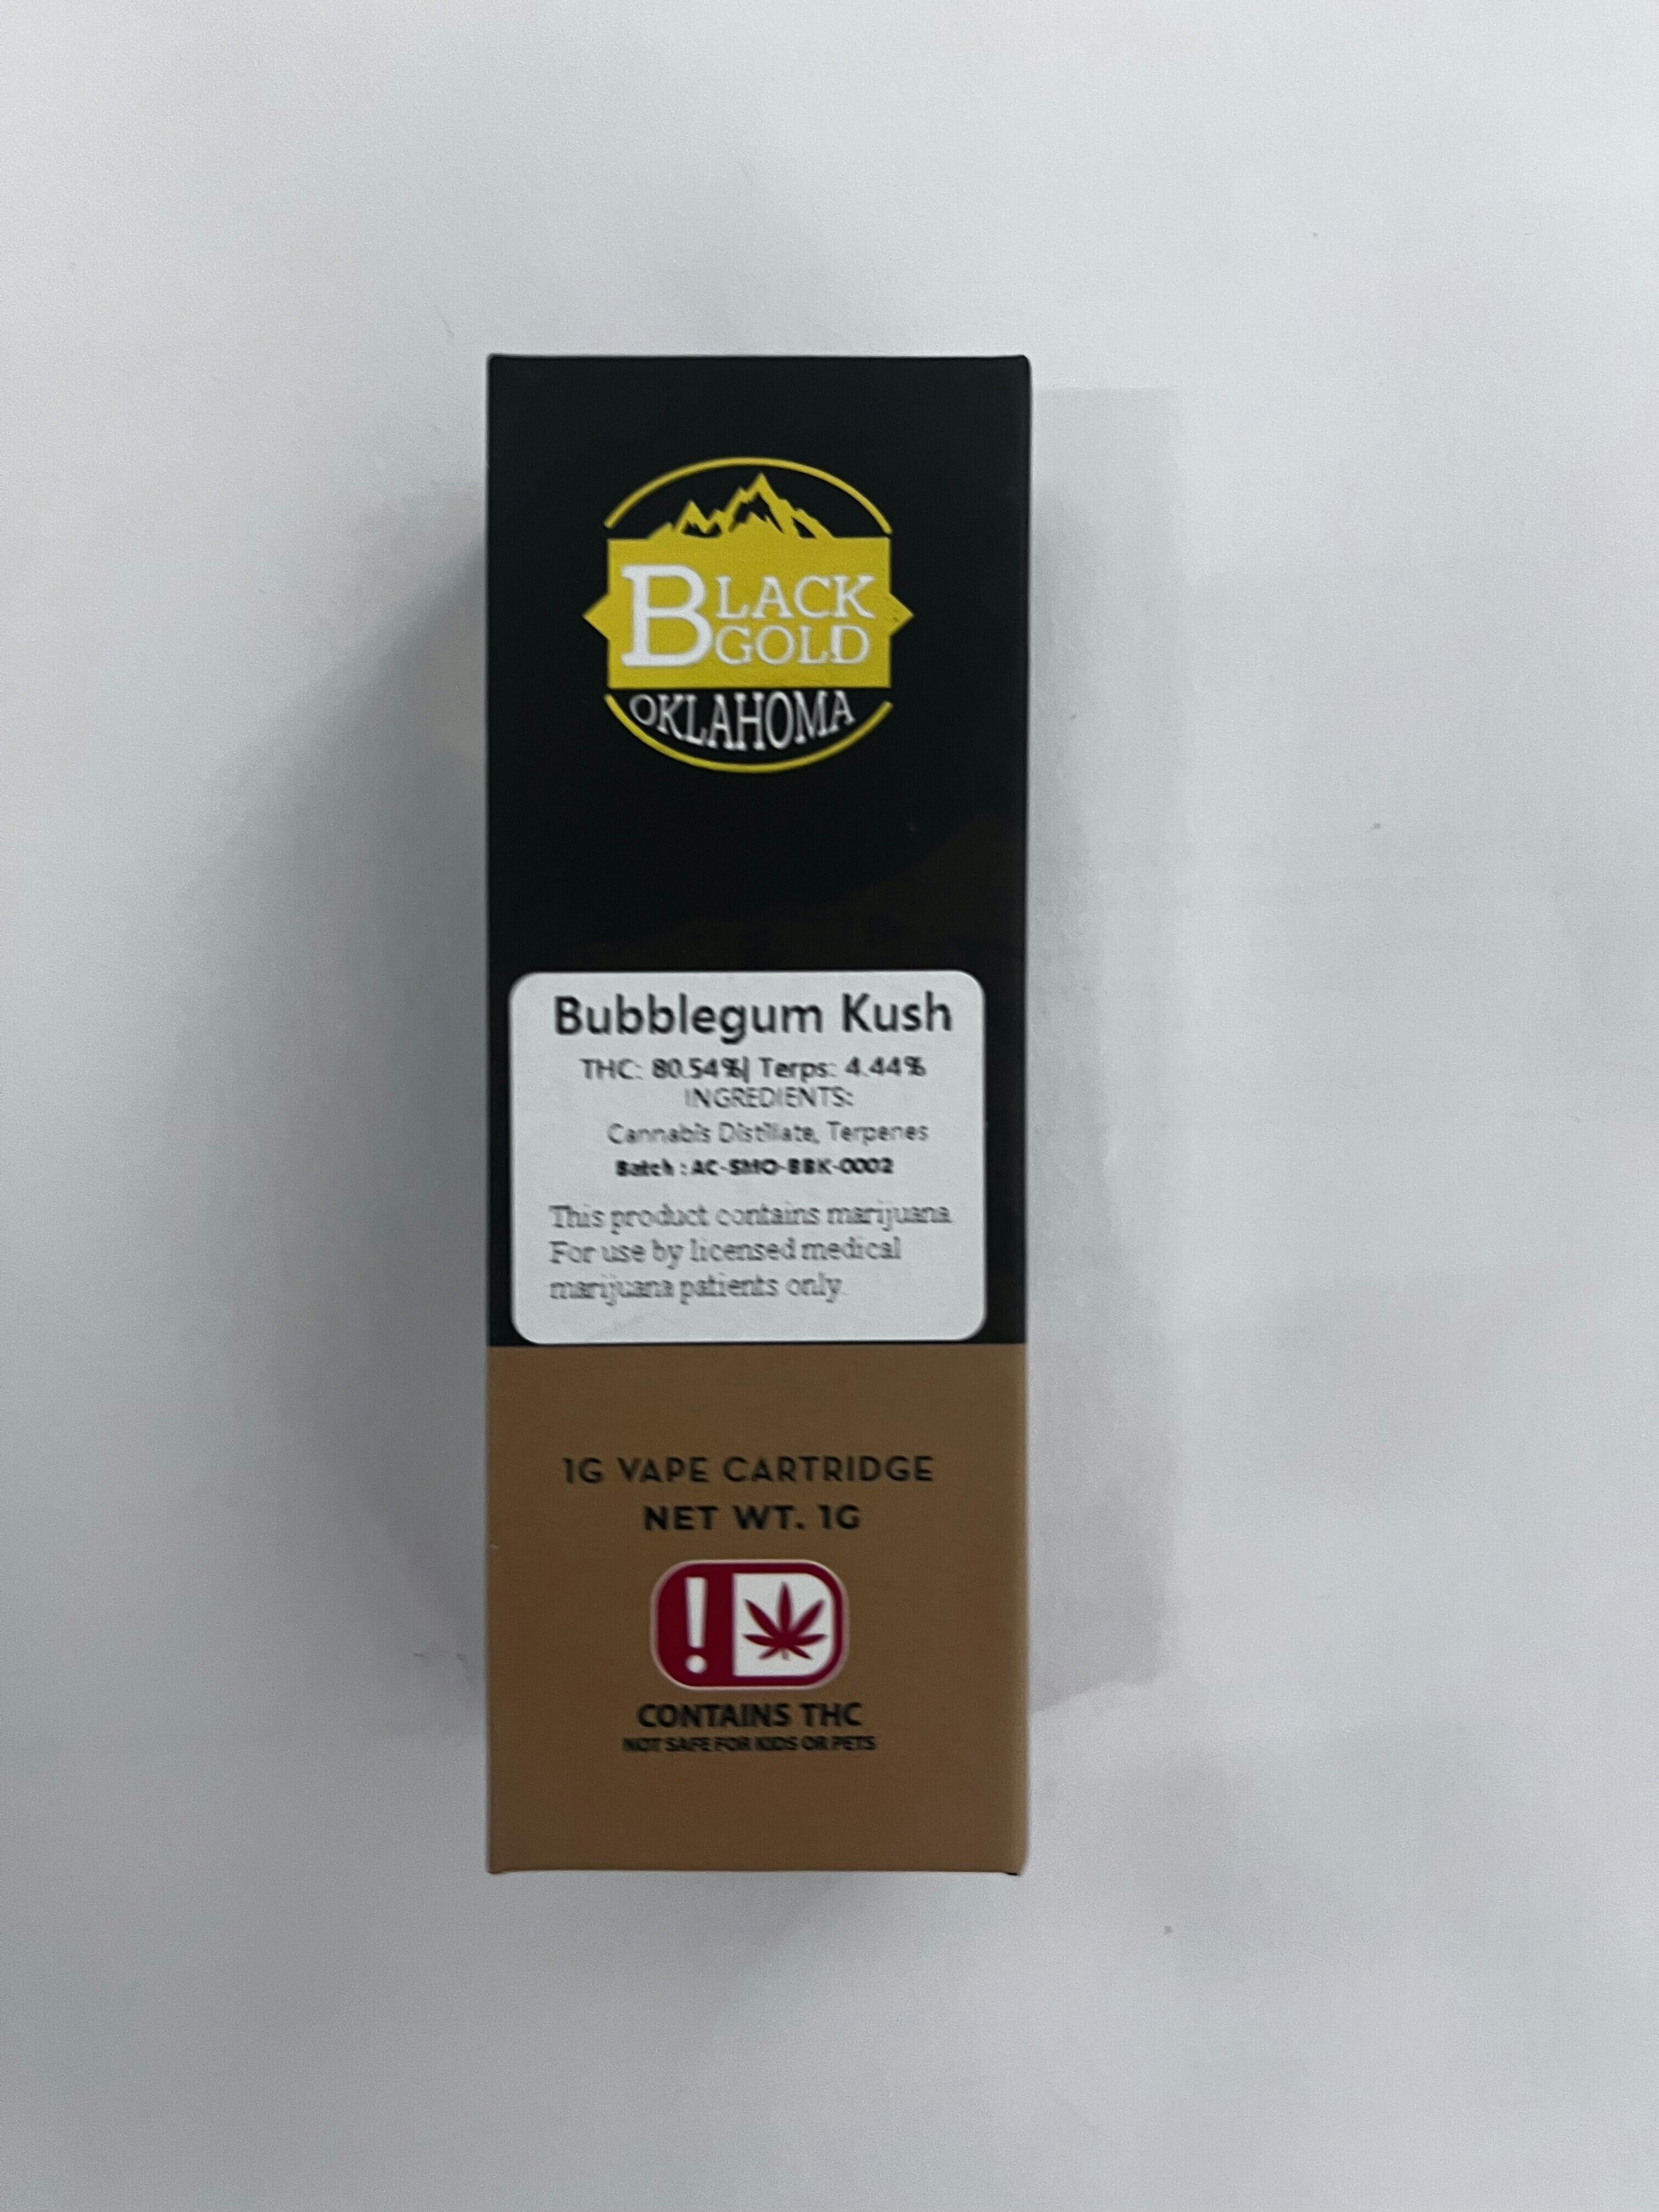 BLACK
GOLD
OKLAHOMA
Bubblegum Kush
THC: 80.54%| Terps: 4.44%
INGREDIENTS:
Cannabis Distillate, Terpenes
Batch : AC-SMO-BBK-0002
This product contains marijuana.
For use by licensed medical
marijuana patients only.
1G VAPE CARTRIDGE
NET WT. 1G
!
CONTAINS THC
NOT SAFE FOR KIDS OR PETS